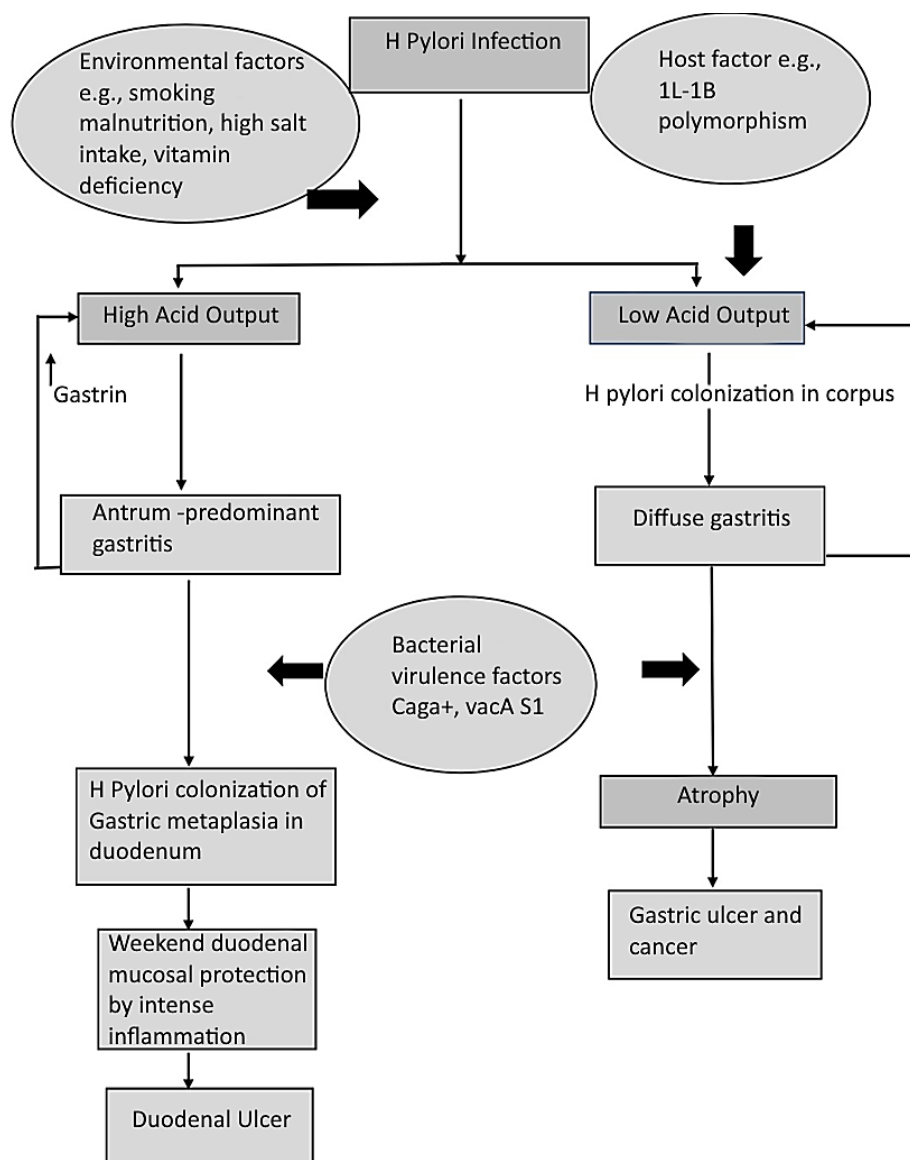 H Pylori Infection
Environmental factors
e.g., smoking
malnutrition, high salt
intake, vitamin
deficiency
Host factor e.g.,
1L-1B
polymorphism
High Acid Output
Low Acid Output
Gastrin
H pylori colonization in corpus
Antrum -predominant
gastritis
Diffuse gastritis
Bacterial
virulence factors
Caga+, vacA S1
H Pylori colonization of
Gastric metaplasia in
duodenum
Atrophy
Gastric ulcer and
cancer
Weekend duodenal
mucosal protection
by intense
inflammation
Duodenal Ulcer